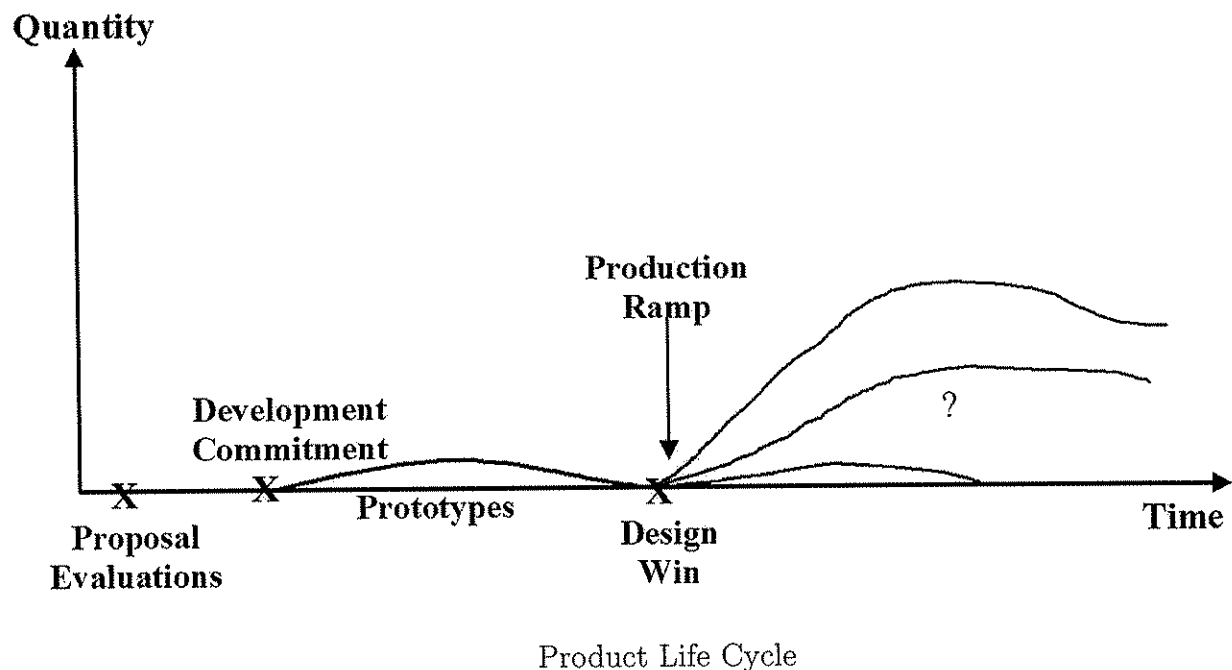 Quantity
Production
Ramp
?
Development
Commitment
X
X
Prototypes
X
Time
Proposal
Evaluations
Design
Win
Product Life Cycle